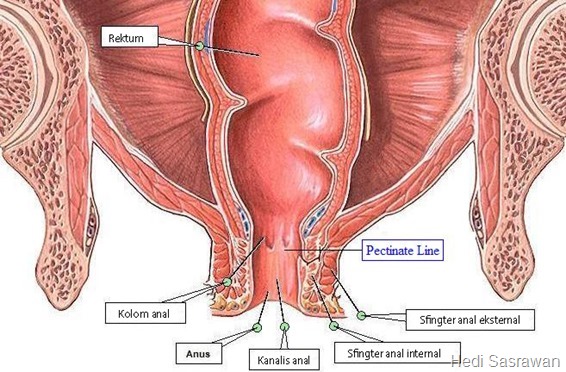 Rektum
Pectinate Line
Kolom anal
Sfingter anal eksternal
Anus
Kanalis anal
Sfingter anal internal
Hedi Sasrawan